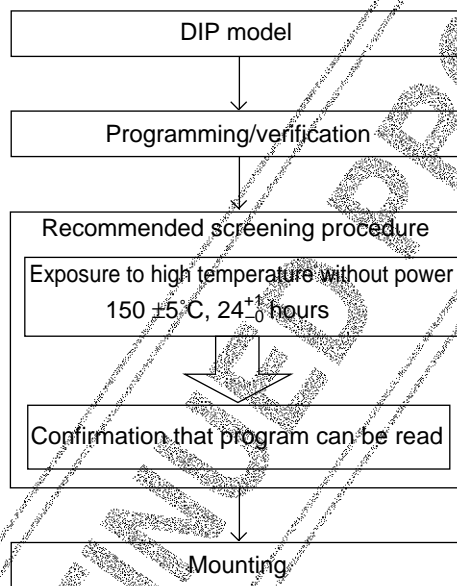 DIP model
Programming/verification
Recommended screening procedure
Exposure to high temperature without power
150 ±5°C, 24 +1 −0 hours
Confirmation that program can be read
Mounting